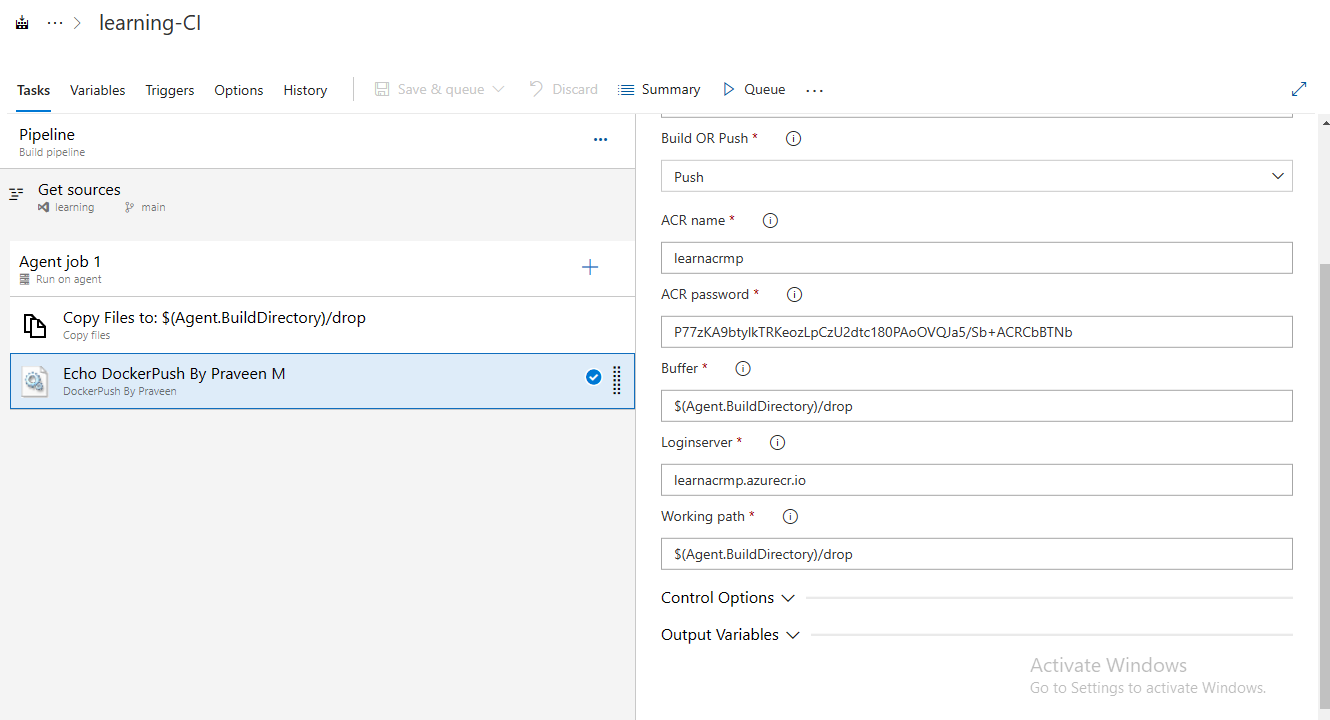 learning-CI
Tasks Variables Triggers Options History Save & queue Discard Summary Queue
Pipeline
Build pipeline
Get sources
learning main
Agent job 1
Run on agent
Copy Files to: $(Agent.BuildDirectory)/drop
Copy files
Echo DockerPush By Praveen M
DockerPush By Praveen
Build OR Push *
Push
ACR name *
learnacrmp
ACR password *
Buffer *
$(Agent.BuildDirectory)/drop
Loginserver *
learnacrmp.azurecr.io
Working path *
$(Agent.BuildDirectory)/drop
Control Options
Output Variables
Activate Windows
Go to Settings to activate Windows.